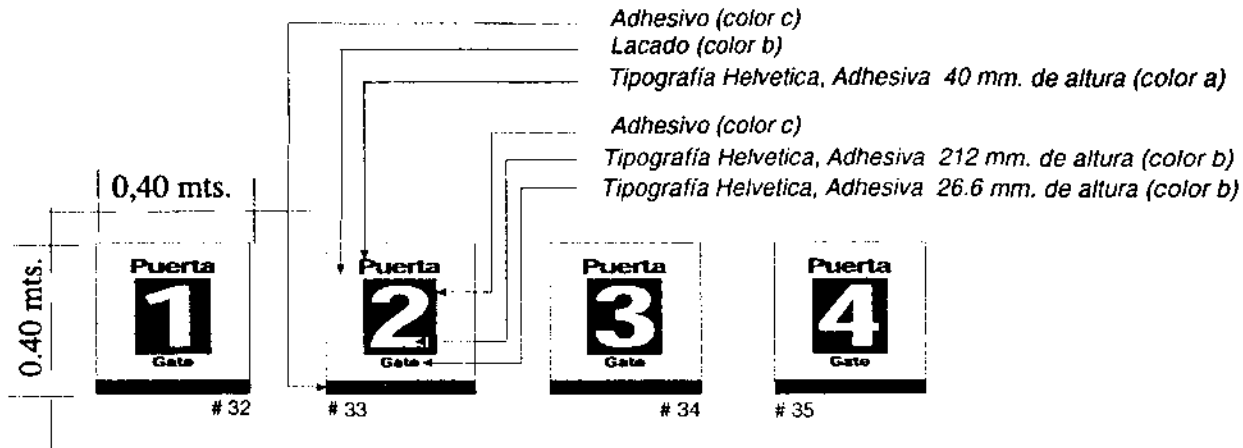 Adhesivo (color c)
Lacado (color b)
Tipografía Helvetica, Adhesiva 40 mm. de altura (color a)
Adhesivo (color c)
Tipografía Helvetica, Adhesiva 212 mm. de altura (color b)
Tipografía Helvetica, Adhesiva 26.6 mm. de altura (color b)
0,40 mts.
0.40 mts.
Puerta
1
Gate
# 32
Puerta
2
Gate
# 33
Puerta
3
Gate
# 34
Puerta
4
Gate
# 35